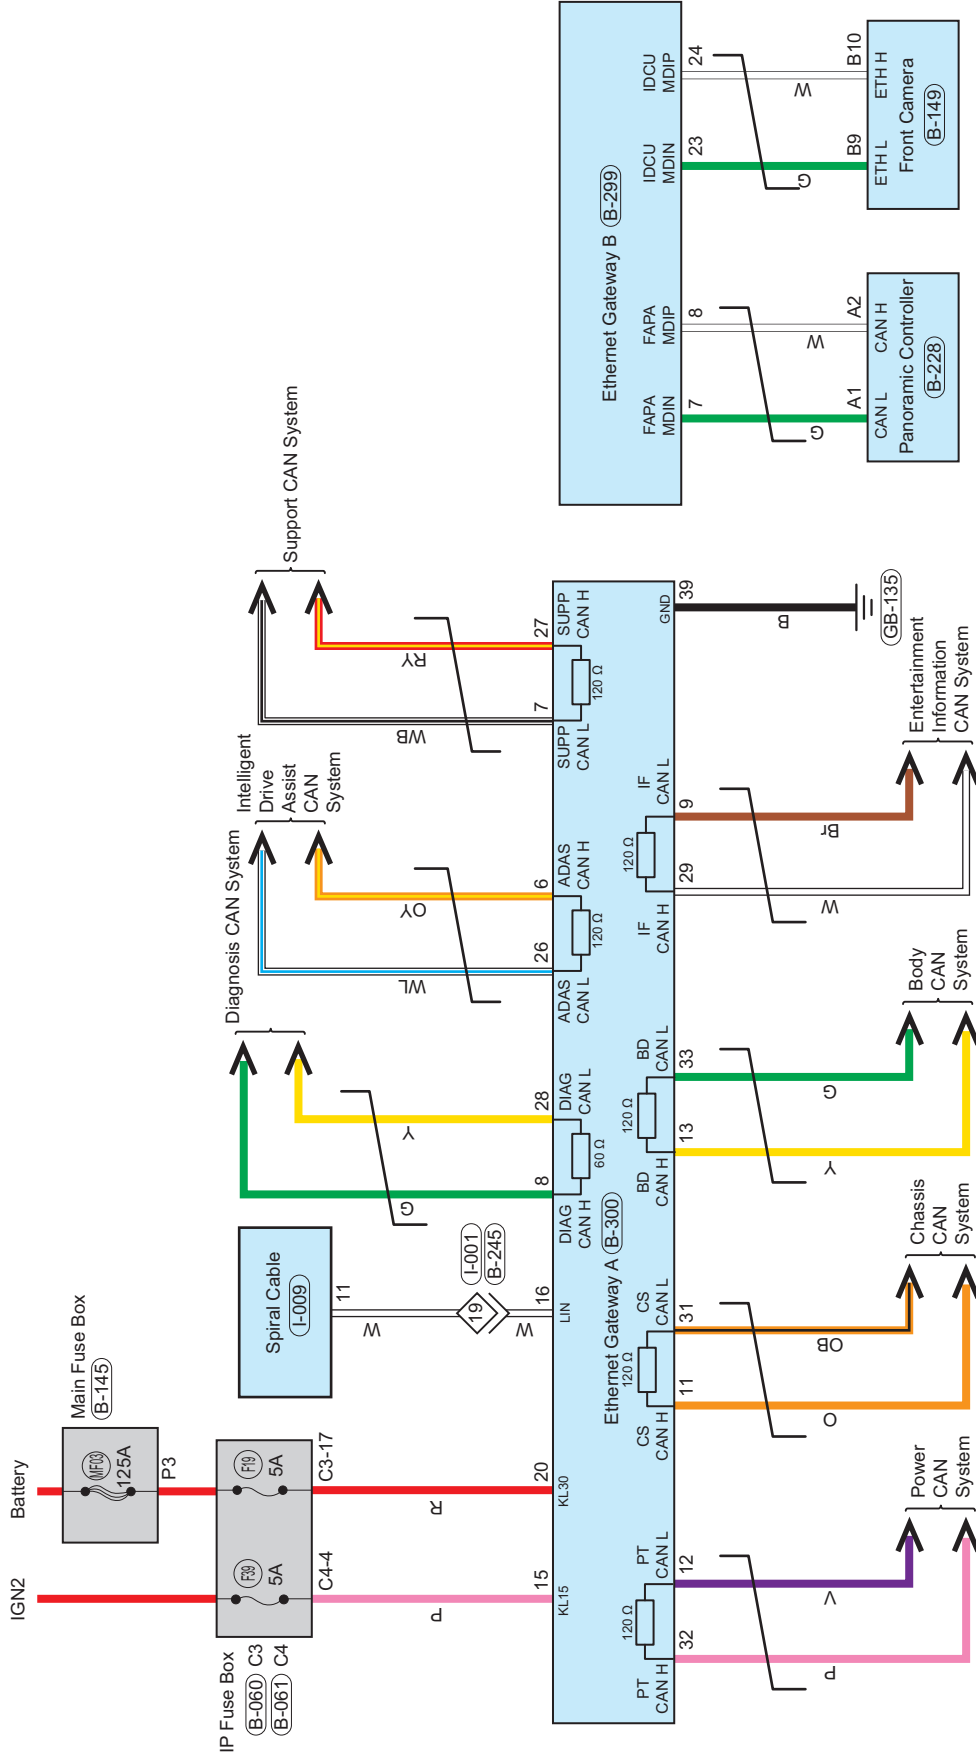 IGN2
Battery
Main Fuse Box
B-145
MF03
125A
P3
IP Fuse Box
B-060 C3
B-061 C4
F39
5A
F19
5A
C4-4
C3-17
P
R
15
20
KL15
KL30
Spiral Cable
I-009
11
W
19
I-001
B-245
W
16
LIN
Diagnosis CAN System
G
Y
8
28
DIAG
CAN H
DIAG
CAN L
60 Ω
Intelligent
Drive
Assist
CAN
System
WL
OY
26
6
ADAS
CAN L
ADAS
CAN H
120 Ω
Support CAN System
WB
RY
7
27
SUPP
CAN L
SUPP
CAN H
120 Ω
Ethernet Gateway A
B-300
PT
CAN H
120 Ω
PT
CAN L
32
12
P
V
Power
CAN
System
CS
CAN H
120 Ω
CS
CAN L
11
31
O
OB
Chassis
CAN
System
BD
CAN H
120 Ω
BD
CAN L
13
33
Y
G
Body
CAN
System
IF
CAN H
120 Ω
IF
CAN L
29
9
W
Br
Entertainment
Information
CAN System
GND
39
B
GB-135
Ethernet Gateway B
B-299
FAPA
MDIN
FAPA
MDIP
IDCU
MDIN
IDCU
MDIP
7
8
23
24
G
W
G
W
A1
A2
B9
B10
CAN L
CAN H
Panoramic Controller
B-228
ETH L
ETH H
Front Camera
B-149